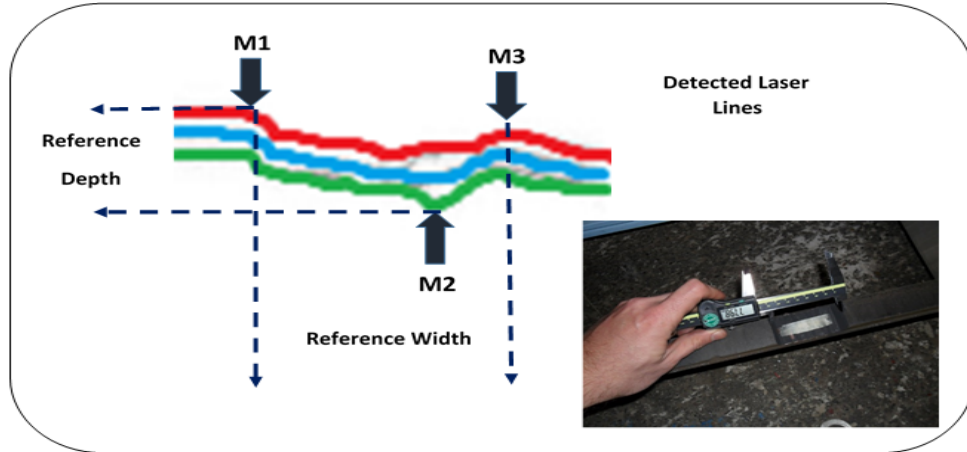 M1
M3
Detected Laser
Lines
Reference
Depth
M2
Reference Width